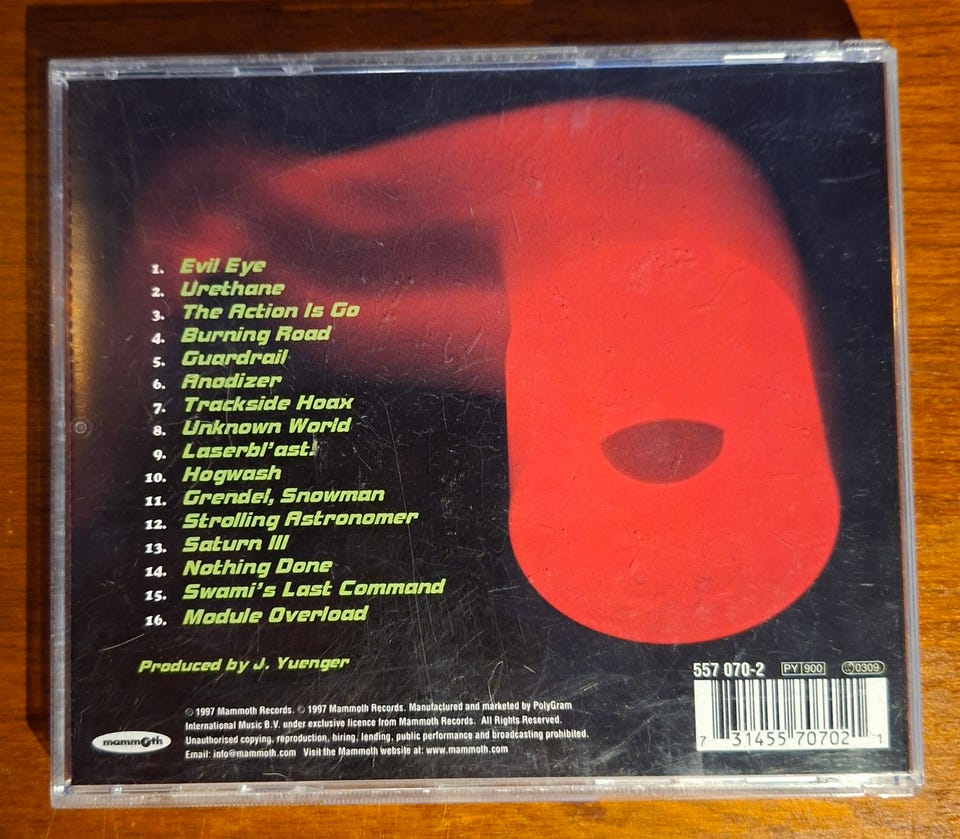 1. Evil Eye
2. Urethane
3. The Action Is Go
4. Burning Road
5. Guardrail
6. Anodizer
7. Trackside Hoax
8. Unknown World
9. Laserbl'ast!
10. Hogwash
11. Grendel, Snowman
12. Strolling Astronomer
13. Saturn III
14. Nothing Done
15. Swami's Last Command
16. Module Overload
Produced by J. Yuenger
557 070-2 PY 900 0309
mammoth
℗ 1997 Mammoth Records. © 1997 Mammoth Records. Manufactured and marketed by PolyGram
International Music B.V. under exclusive licence from Mammoth Records. All Rights Reserved.
Unauthorised copying, reproduction, hiring, lending, public performance and broadcasting prohibited.
Email: info@mammoth.com Visit the Mammoth website at: www.mammoth.com
7 31455 70702 1